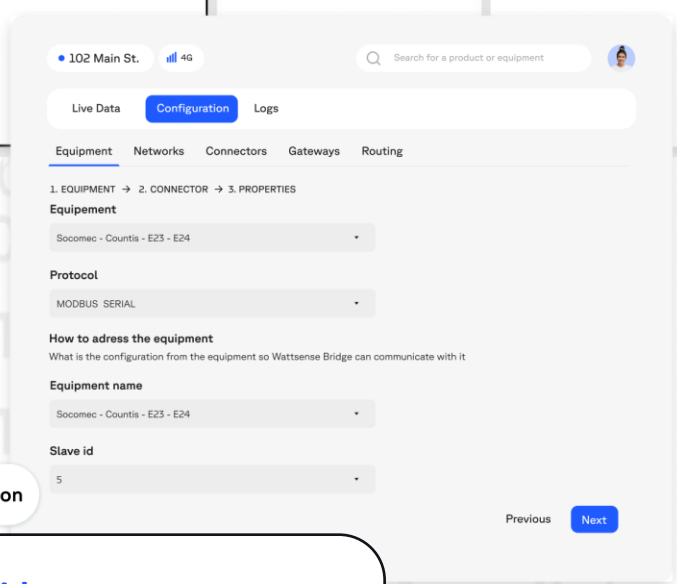 102 Main St.
4G
Search for a product or equipment
Live Data
Configuration
Logs
Equipment
Networks
Connectors
Gateways
Routing
1. EQUIPMENT → 2. CONNECTOR → 3. PROPERTIES
Equipement
Socomec - Countis - E23 - E24
Protocol
MODBUS SERIAL
How to adress the equipment
What is the configuration from the equipment so Wattsense Bridge can communicate with it
Equipment name
Socomec - Countis - E23 - E24
Slave id
5
on
Previous
Next